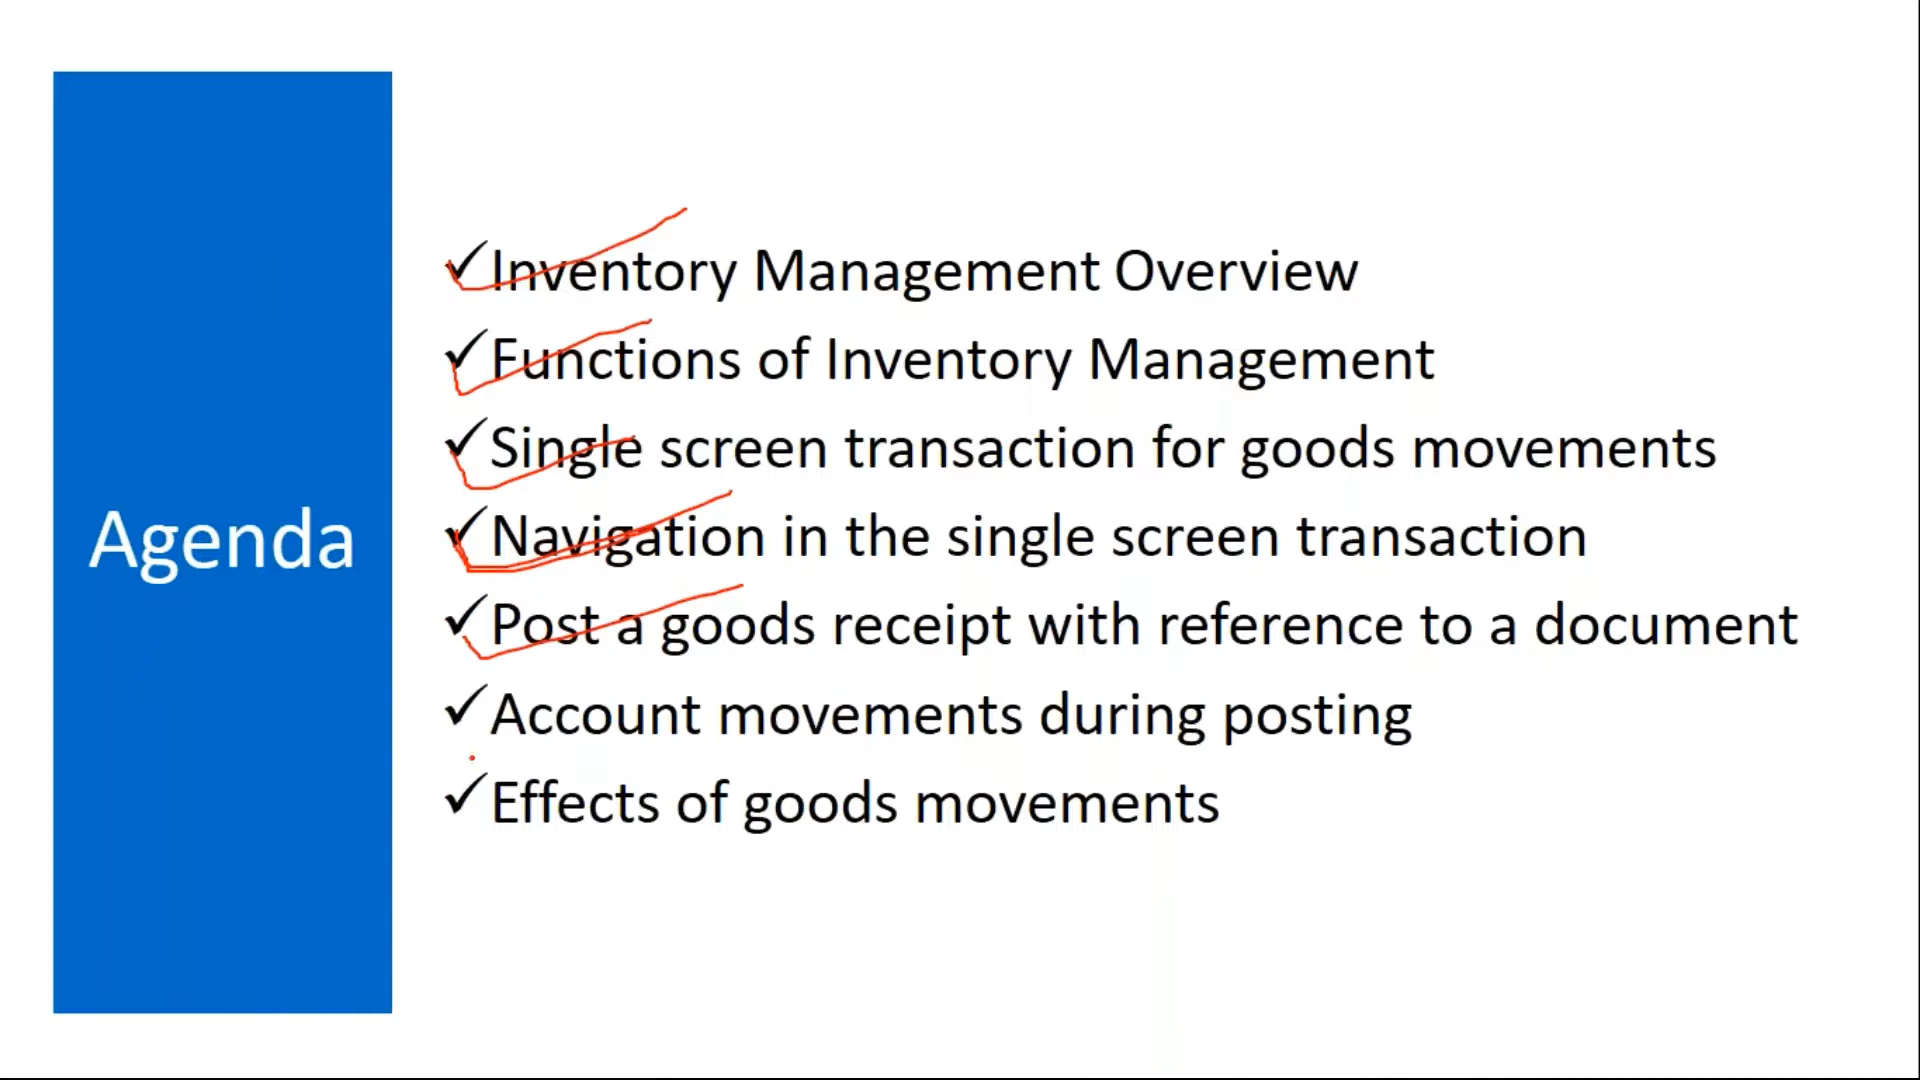 Agenda
✓Inventory Management Overview
✓Functions of Inventory Management
✓Single screen transaction for goods movements
✓Navigation in the single screen transaction
✓Post a goods receipt with reference to a document
✓Account movements during posting
✓Effects of goods movements